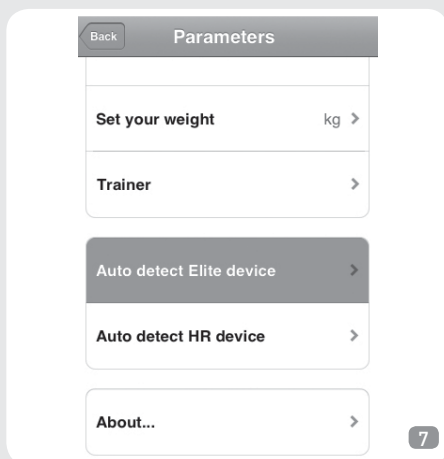 Back Parameters
Set your weight kg
Trainer
Auto detect Elite device
Auto detect HR device
About...
7